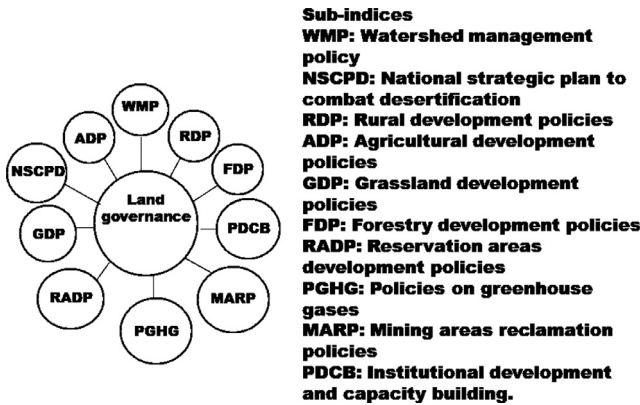 WMP
ADP
RDP
NSCPD
FDP
Land
governance
GDP
PDCB
RADP
MARP
PGHG
Sub-indices
WMP: Watershed management
policy
NSCPD: National strategic plan to
combat desertification
RDP: Rural development policies
ADP: Agricultural development
policies
GDP: Grassland development
policies
FDP: Forestry development policies
RADP: Reservation areas
development policies
PGHG: Policies on greenhouse
gases
MARP: Mining areas reclamation
policies
PDCB: Institutional development
and capacity building.